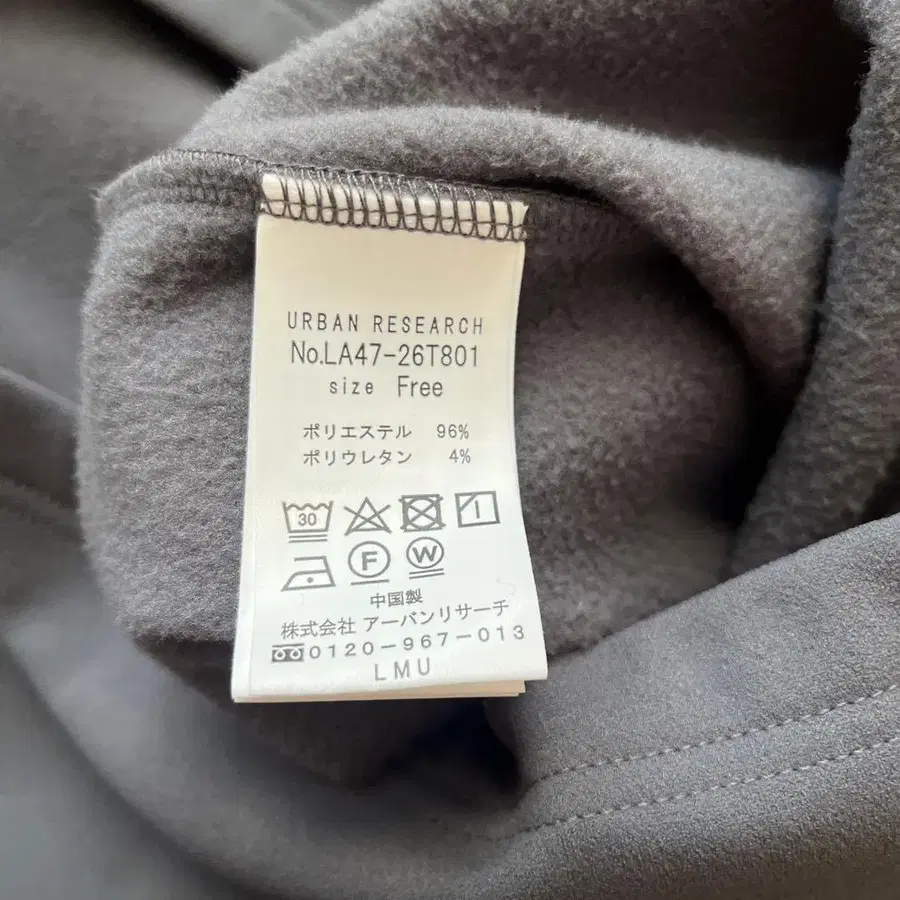 URBAN RESEARCH
No.LA47-26T801
size Free
ポリエステル 96%
ポリウレタン 4%
30
F W
中国製
株式会社 アーバンリサーチ
0120-967-013
LMU